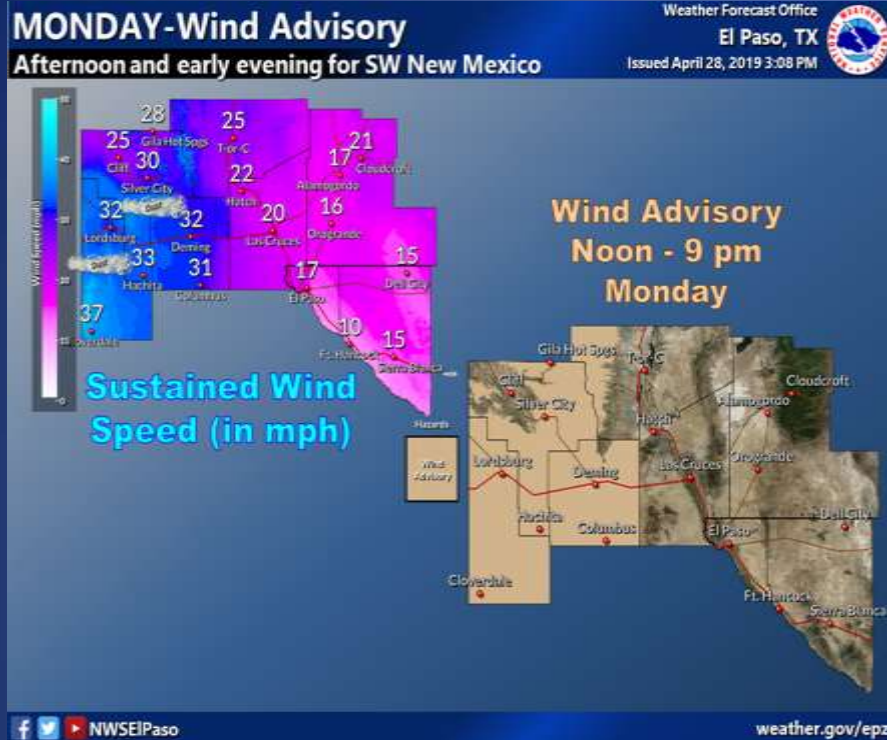 MONDAY-Wind Advisory
Afternoon and early evening for SW New Mexico
Weather Forecast Office
El Paso, TX
Issued April 28, 2019 3:08 PM
Wind Speed (mph)
28
Gila Hot Spgs
25
T-or-C
25
Cliff
30
Silver City
21
Cloudcroft
17
Alamogordo
22
Hatch
32
Lordsburg
Dust
32
Deming
20
Las Cruces
16
Orogrande
Dust
33
Hachita
31
Columbus
17
El Paso
15
Dell City
37
Cloverdale
10
Ft. Hancock
15
Sierra Blanca
Sustained Wind
Speed (in mph)
Wind Advisory
Noon - 9 pm
Monday
Hazards
Wind
Advisory
Gila Hot Spgs
T-or-C
Cliff
Silver City
Cloudcroft
Alamogordo
Hatch
Lordsburg
Deming
Las Cruces
Orogrande
Hachita
Columbus
El Paso
Dell City
Cloverdale
Ft. Hancock
Sierra Blanca
NWSElPaso
weather.gov/epz